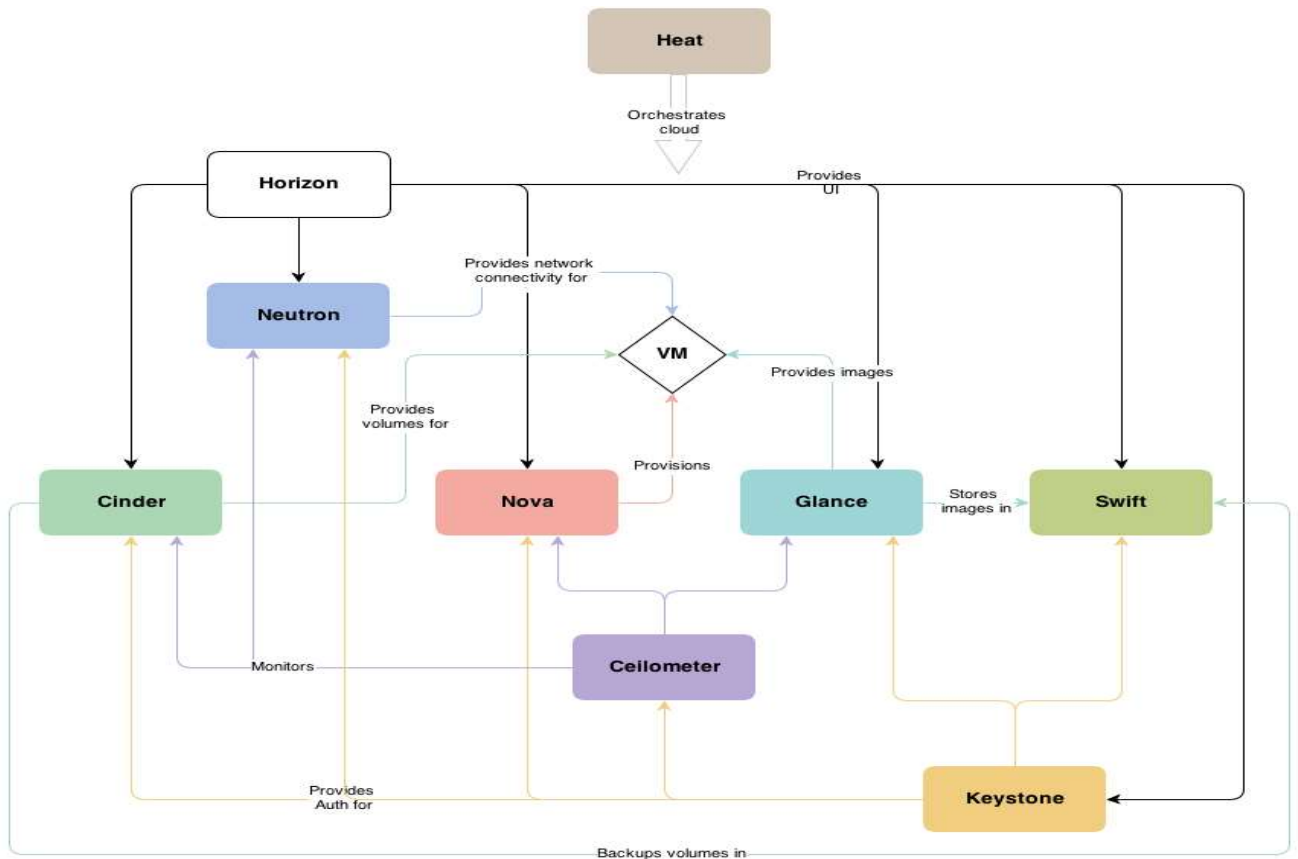 Heat
Orchestrates
cloud
Horizon
Provides
UI
Provides network
connectivity for
Neutron
VM
Provides images
Provides
volumes for
Provisions
Cinder
Nova
Glance
Stores
images in
Swift
Monitors
Ceilometer
Provides
Auth for
Keystone
Backups volumes in